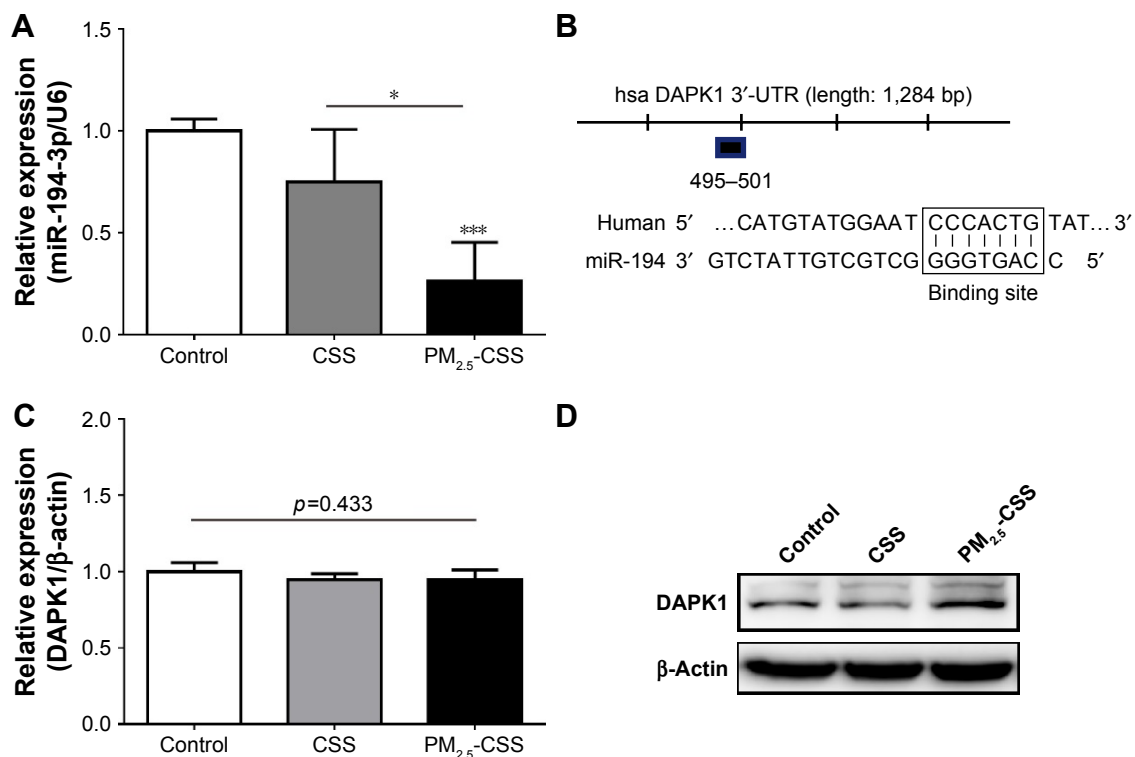 A
Relative expression
(miR-194-3p/U6)
1.5
1.0
0.5
0.0
*
***
Control CSS PM2.5-CSS
B
hsa DAPK1 3′-UTR (length: 1,284 bp)
495–501
Human 5′ …CATGTATGGAAT CCCACTG TAT… 3′
miR-194 3′ GTCTATTGTCGTCG GGGTGAC C 5′
Binding site
C
Relative expression
(DAPK1/β-actin)
2.0
1.5
1.0
0.5
0.0
p=0.433
Control CSS PM2.5-CSS
D
Control CSS PM2.5-CSS
DAPK1
β-Actin